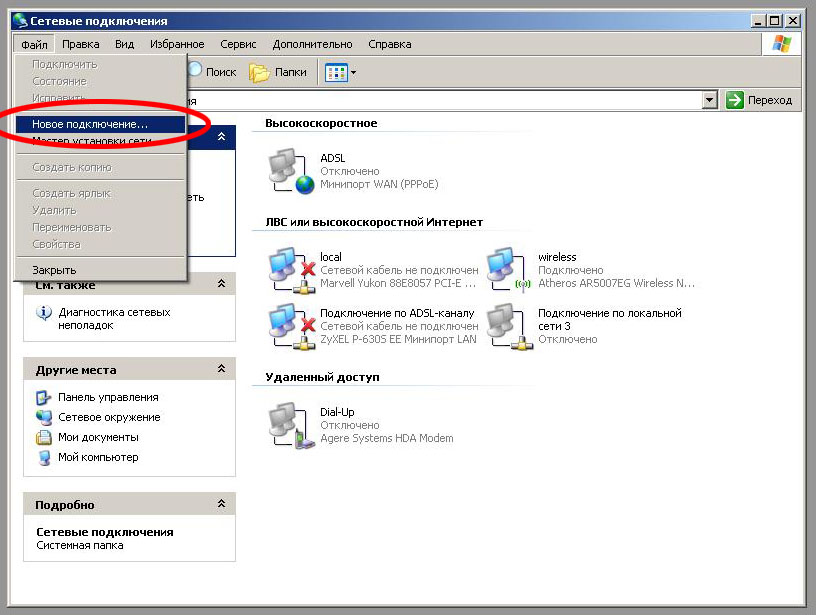 Сетевые подключения
Файл Правка Вид Избранное Сервис Дополнительно Справка
Поиск Папки
Переход
Подключить
Состояние
Исправить
Новое подключение...
Мастер установки сети
Создать копию
Создать ярлык
Удалить
Переименовать
Свойства
Закрыть
См. также
Диагностика сетевых
неполадок
Другие места
Панель управления
Сетевое окружение
Мои документы
Мой компьютер
Подробно
Сетевые подключения
Системная папка
Высокоскоростное
ADSL
Отключено
Минипорт WAN (PPPoE)
ЛВС или высокоскоростной Интернет
local
Сетевой кабель не подключен
Marvell Yukon 88E8057 PCI-E ...
wireless
Подключено
Atheros AR5007EG Wireless N...
Подключение по ADSL-каналу
Сетевой кабель не подключен
ZyXEL P-630S EE Минипорт LAN
Подключение по локальной
сети 3
Отключено
Удаленный доступ
Dial-Up
Отключено
Agere Systems HDA Modem